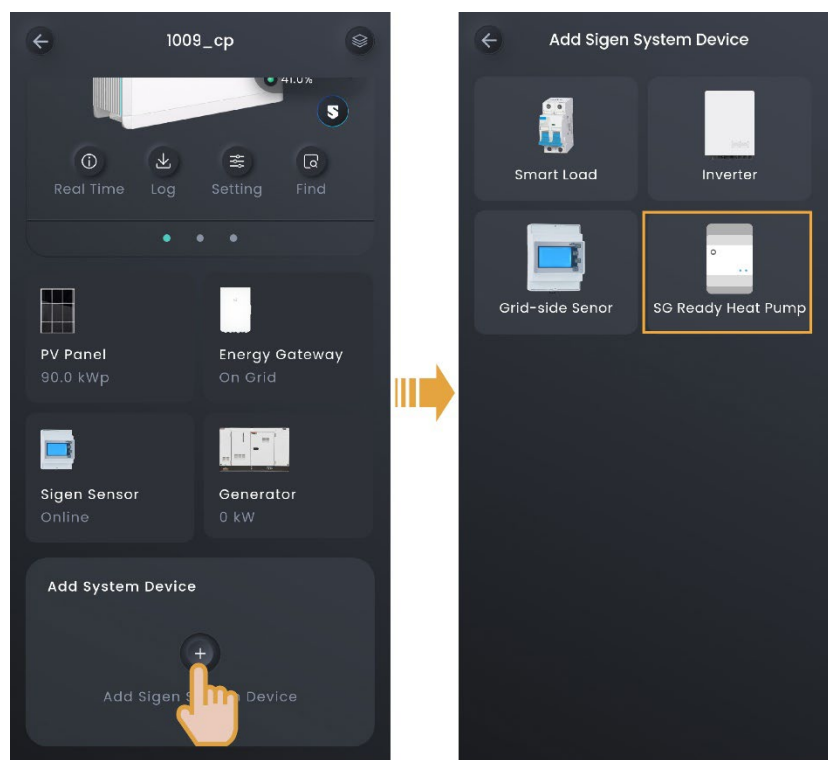 1009_cp
41.0%
Real Time
Log
Setting
Find
PV Panel
90.0 kWp
Energy Gateway
On Grid
Sigen Sensor
Online
Generator
0 kW
Add System Device
Add Sigen Device
Add Sigen System Device
Smart Load
Inverter
Grid-side Senor
SG Ready Heat Pump